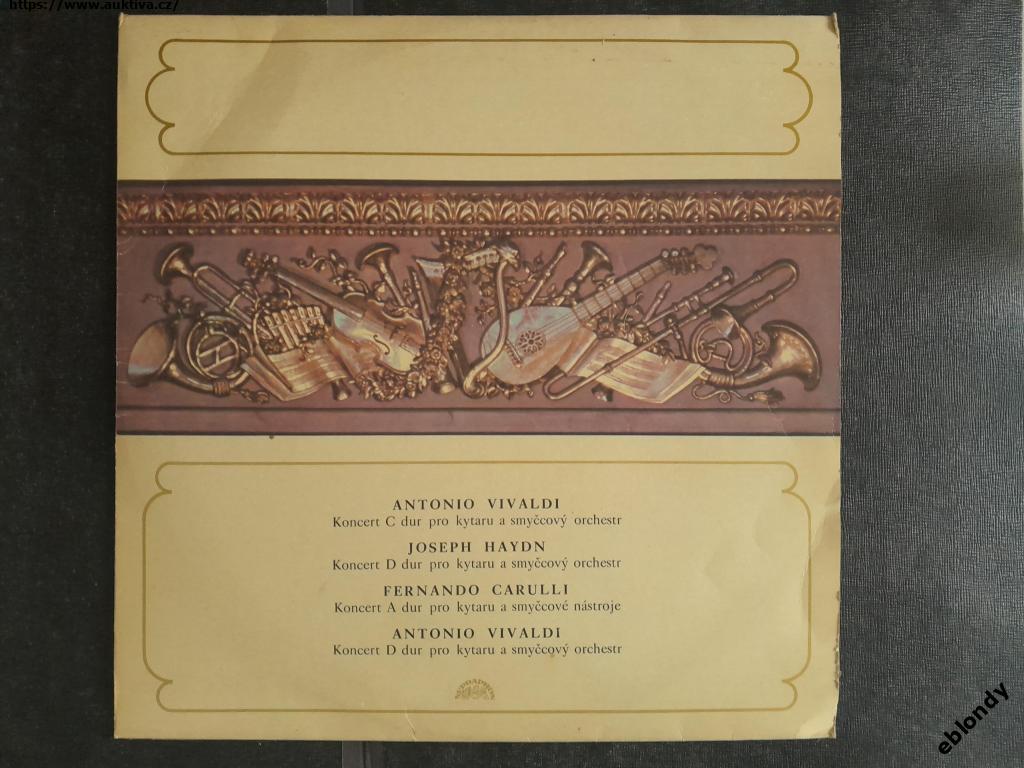 https://www.auktiva.cz/
ANTONIO VIVALDI
Koncert C dur pro kytaru a smyčcový orchestr
JOSEPH HAYDN
Koncert D dur pro kytaru a smyčcový orchestr
FERNANDO CARULLI
Koncert A dur pro kytaru a smyčcové nástroje
ANTONIO VIVALDI
Koncert D dur pro kytaru a smyčcový orchestr
SUPRAPHON
eblondy